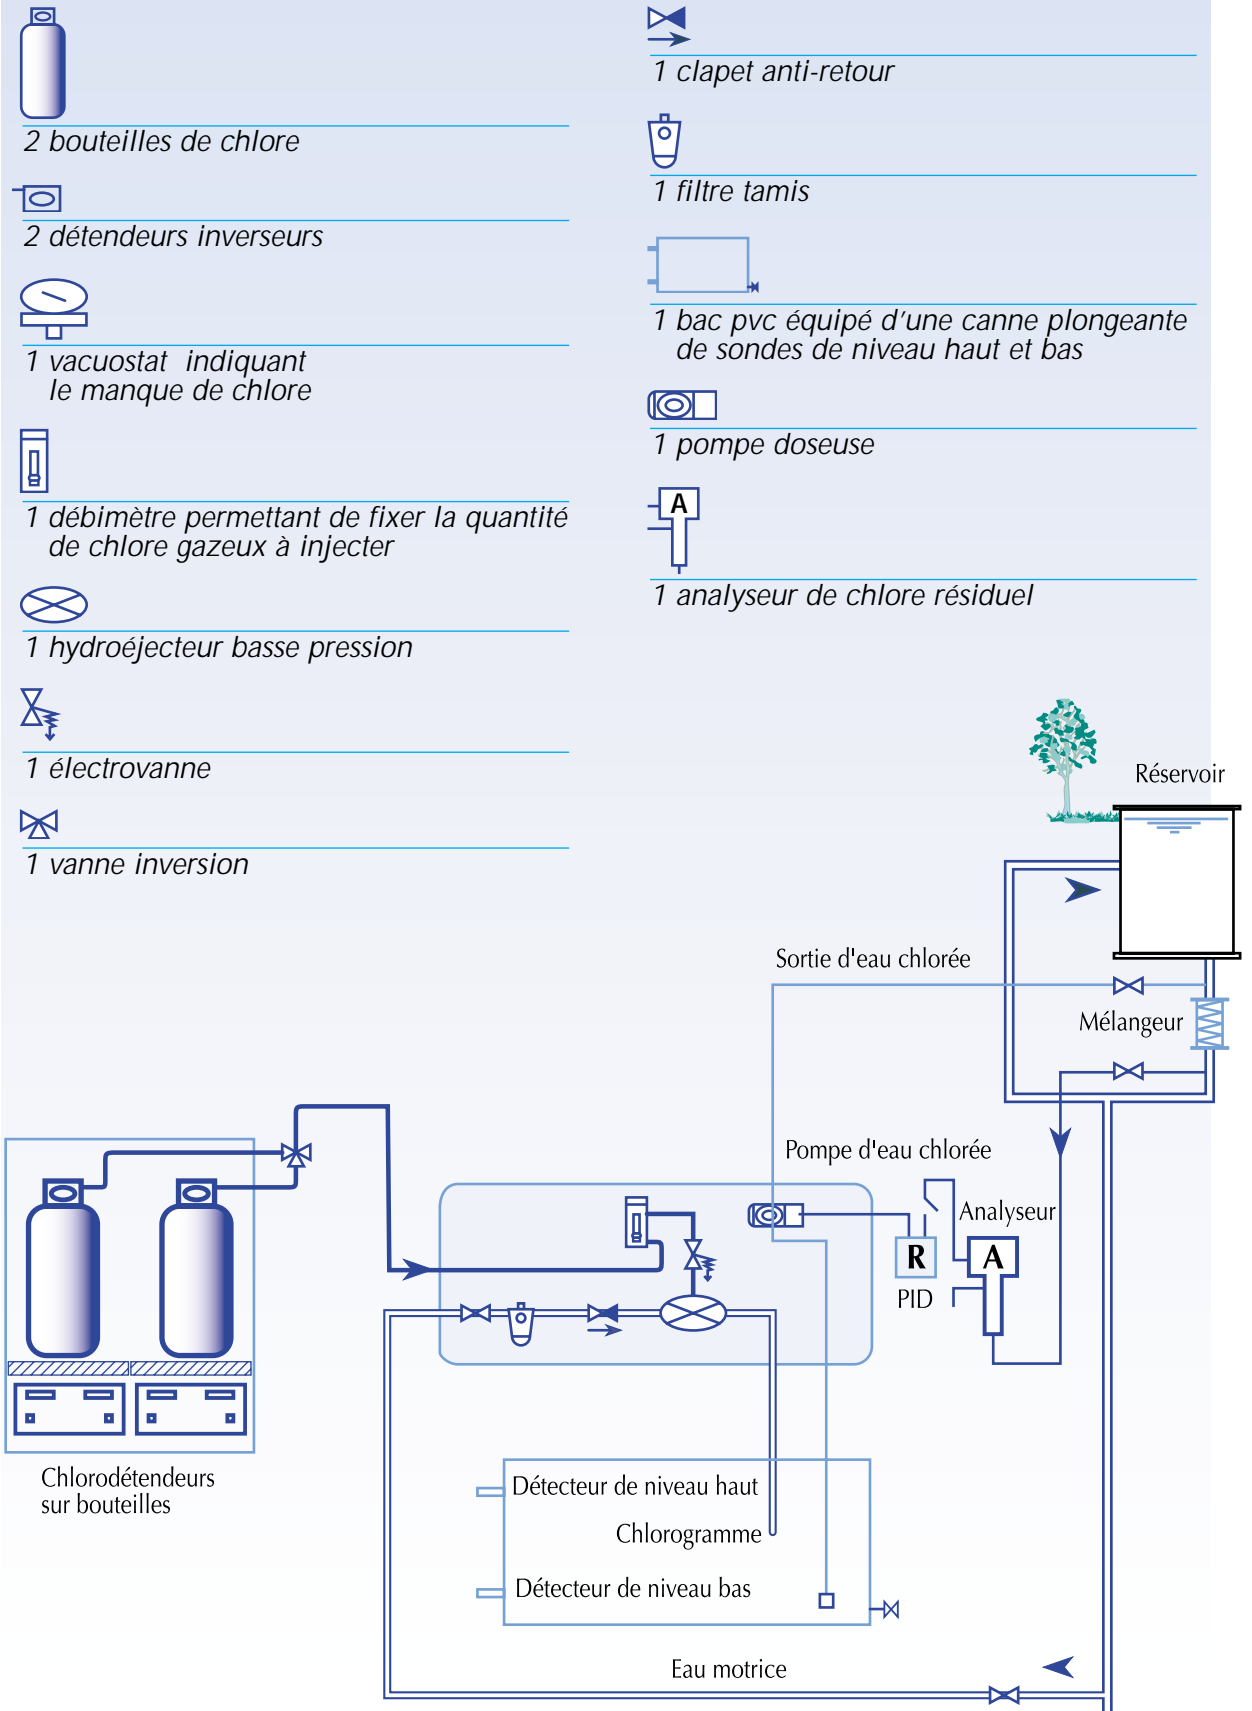 2 bouteilles de chlore
2 détendeurs inverseurs
1 vacuostat indiquant
le manque de chlore
1 débimètre permettant de fixer la quantité
de chlore gazeux à injecter
1 hydroéjecteur basse pression
1 électrovanne
1 vanne inversion
1 clapet anti-retour
1 filtre tamis
1 bac pvc équipé d'une canne plongeante
de sondes de niveau haut et bas
1 pompe doseuse
A
1 analyseur de chlore résiduel
Réservoir
Sortie d'eau chlorée
Mélangeur
Pompe d'eau chlorée
Analyseur
R
A
PID
Chlorodétendeurs
sur bouteilles
Détecteur de niveau haut
Chlorogramme
Détecteur de niveau bas
Eau motrice